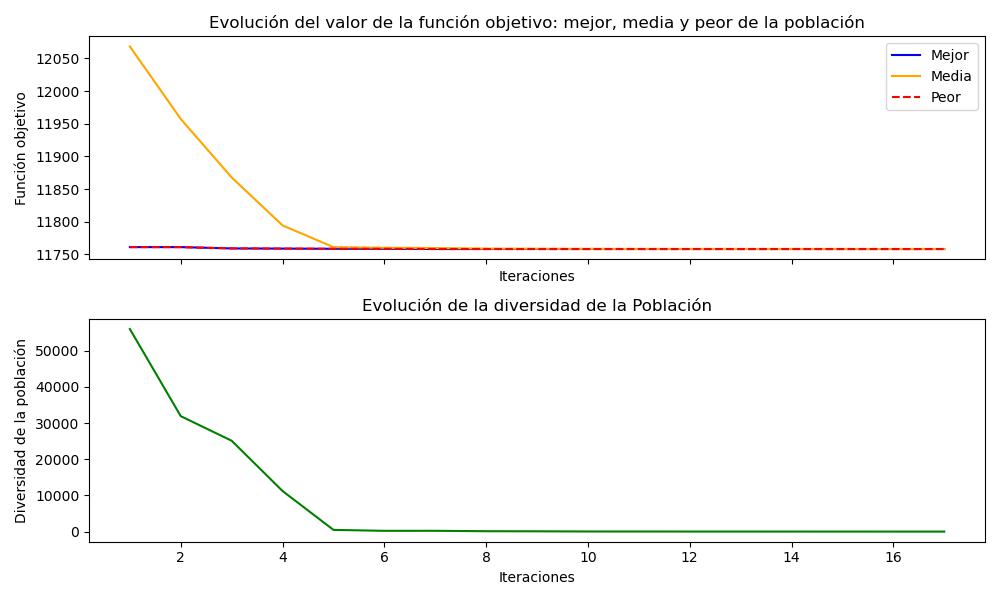 Evolución del valor de la función objetivo: mejor, media y peor de la población
Función objetivo
12050
12000
11950
11900
11850
11800
11750
Mejor
Media
Peor
Iteraciones
Evolución de la diversidad de la Población
Diversidad de la población
50000
40000
30000
20000
10000
0
2 4 6 8 10 12 14 16
Iteraciones